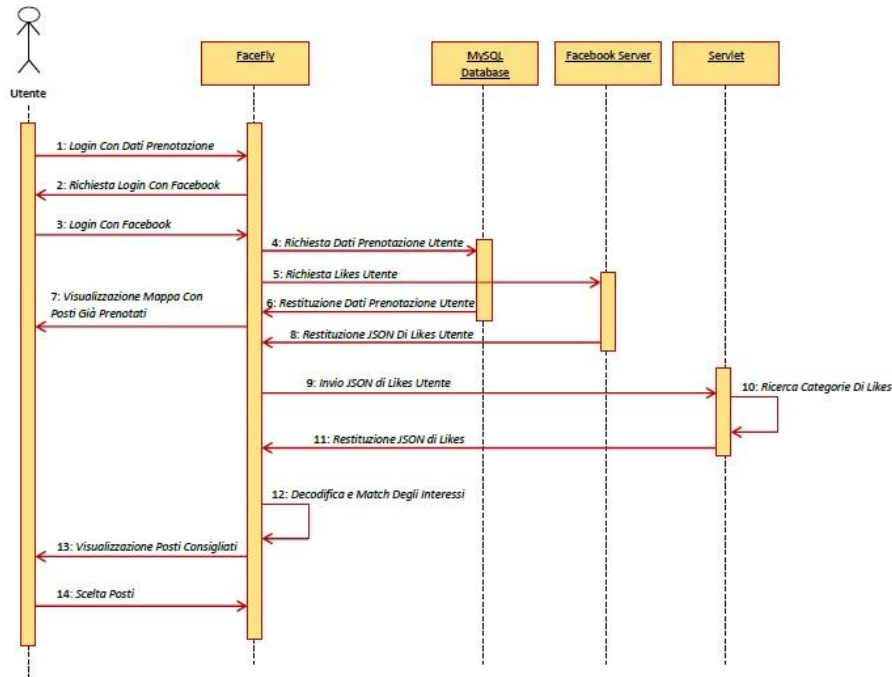 FaceFly
MySQL
Database
Facebook Server
Servlet
Utente
1: Login Con Dati Prenotazione
2: Richiesta Login Con Facebook
3: Login Con Facebook
4: Richiesta Dati Prenotazione Utente
5: Richiesta Likes Utente
6: Restituzione Dati Prenotazione Utente
7: Visualizzazione Mappa Con
Posti Già Prenotati
8: Restituzione JSON Di Likes Utente
9: Invio JSON di Likes Utente
10: Ricerca Categorie Di Likes
11: Restituzione JSON di Likes
12: Decodifica e Match Degli Interessi
13: Visualizzazione Posti Consigliati
14: Scelta Posti